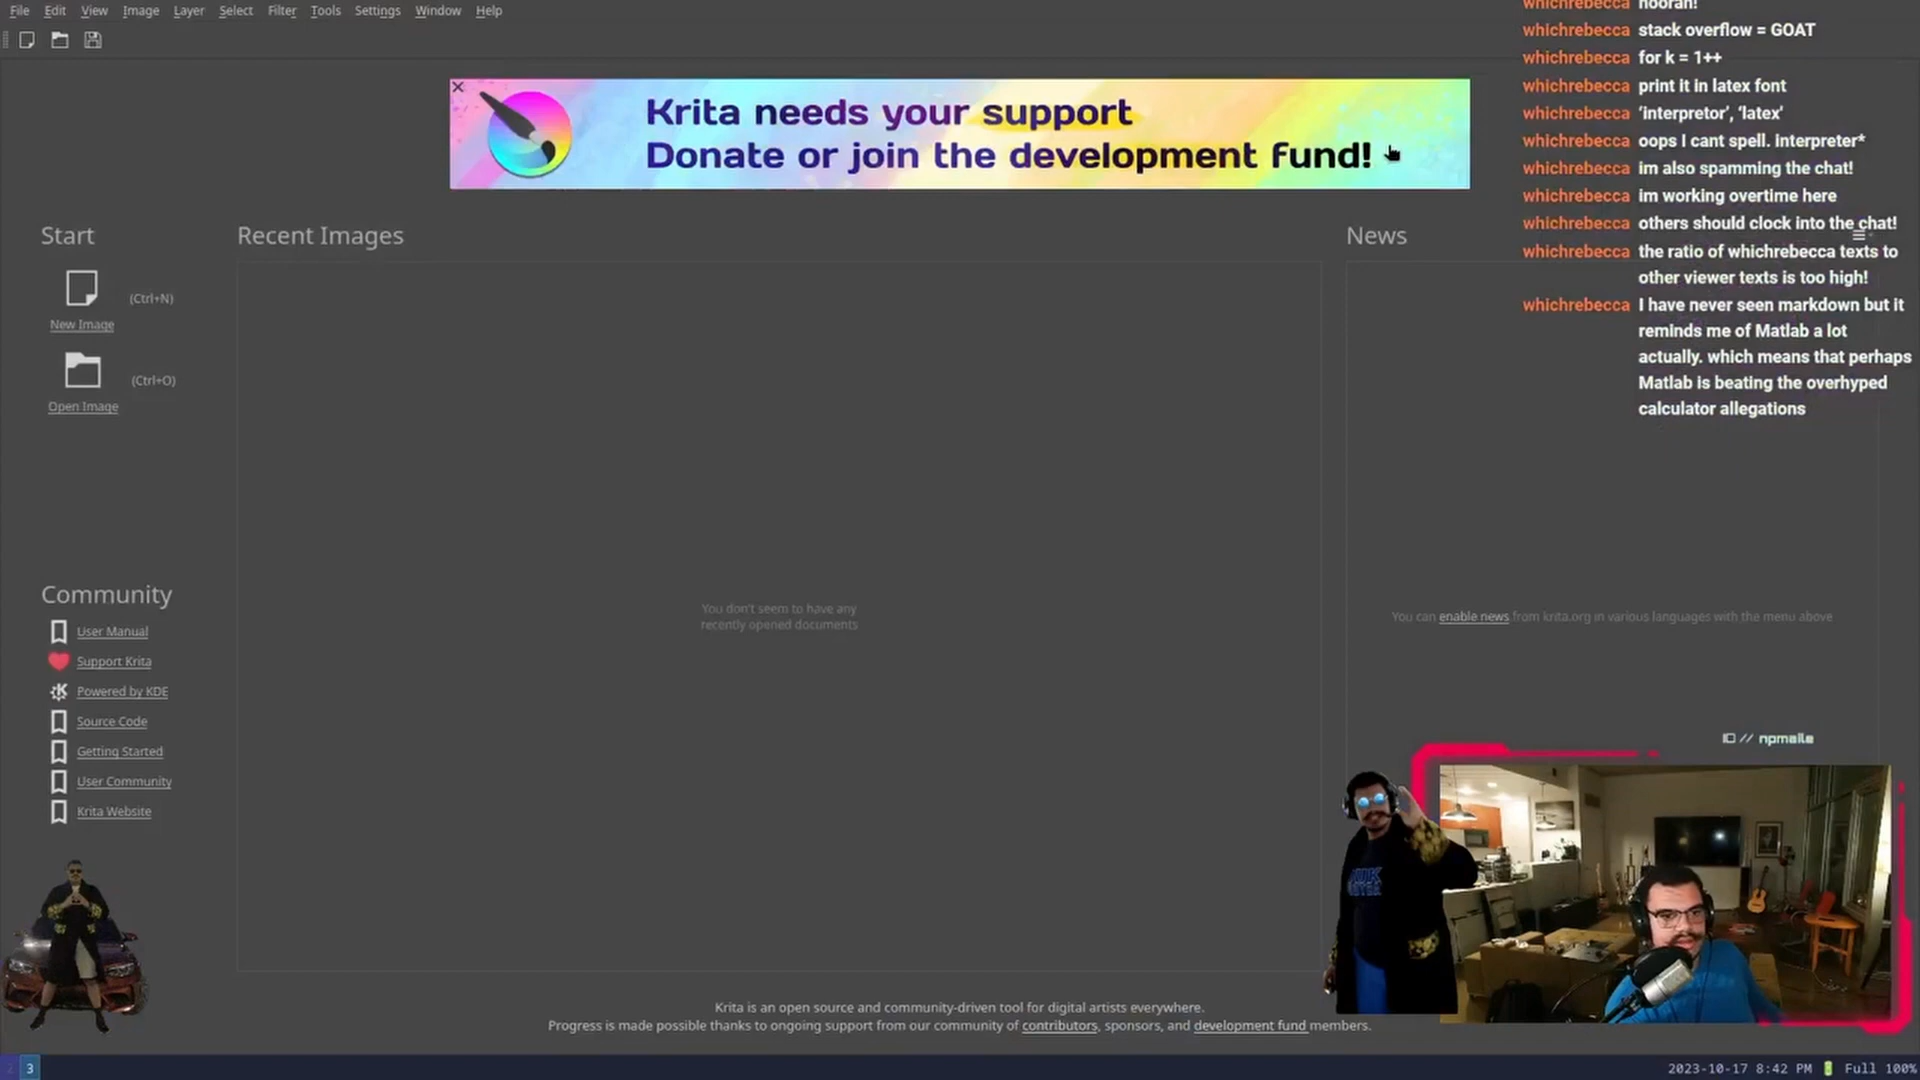 File Edit View Image Layer Select Filter Tools Settings Window Help
Krita needs your support
Donate or join the development fund!
Start
New Image
(Ctrl+N)
Open Image
(Ctrl+O)
Recent Images
You don't seem to have any
recently opened documents
News
You can enable news from krita.org in various languages with the menu above
Community
User Manual
Support Krita
Powered by KDE
Source Code
Getting Started
User Community
Krita Website
Krita is an open source and community-driven tool for digital artists everywhere.
Progress is made possible thanks to ongoing support from our community of contributors, sponsors, and development fund members.
whichrebecca hoorah!
whichrebecca stack overflow = GOAT
whichrebecca for k = 1++
whichrebecca print it in latex font
whichrebecca ‘interpretor’, ‘latex’
whichrebecca oops I cant spell. interpreter*
whichrebecca im also spamming the chat!
whichrebecca im working overtime here
whichrebecca others should clock into the chat!
whichrebecca the ratio of whichrebecca texts to
other viewer texts is too high!
whichrebecca I have never seen markdown but it
reminds me of Matlab a lot
actually. which means that perhaps
Matlab is beating the overhyped
calculator allegations
// npmaile
3
2023-10-17 8:42 PM Full 100%